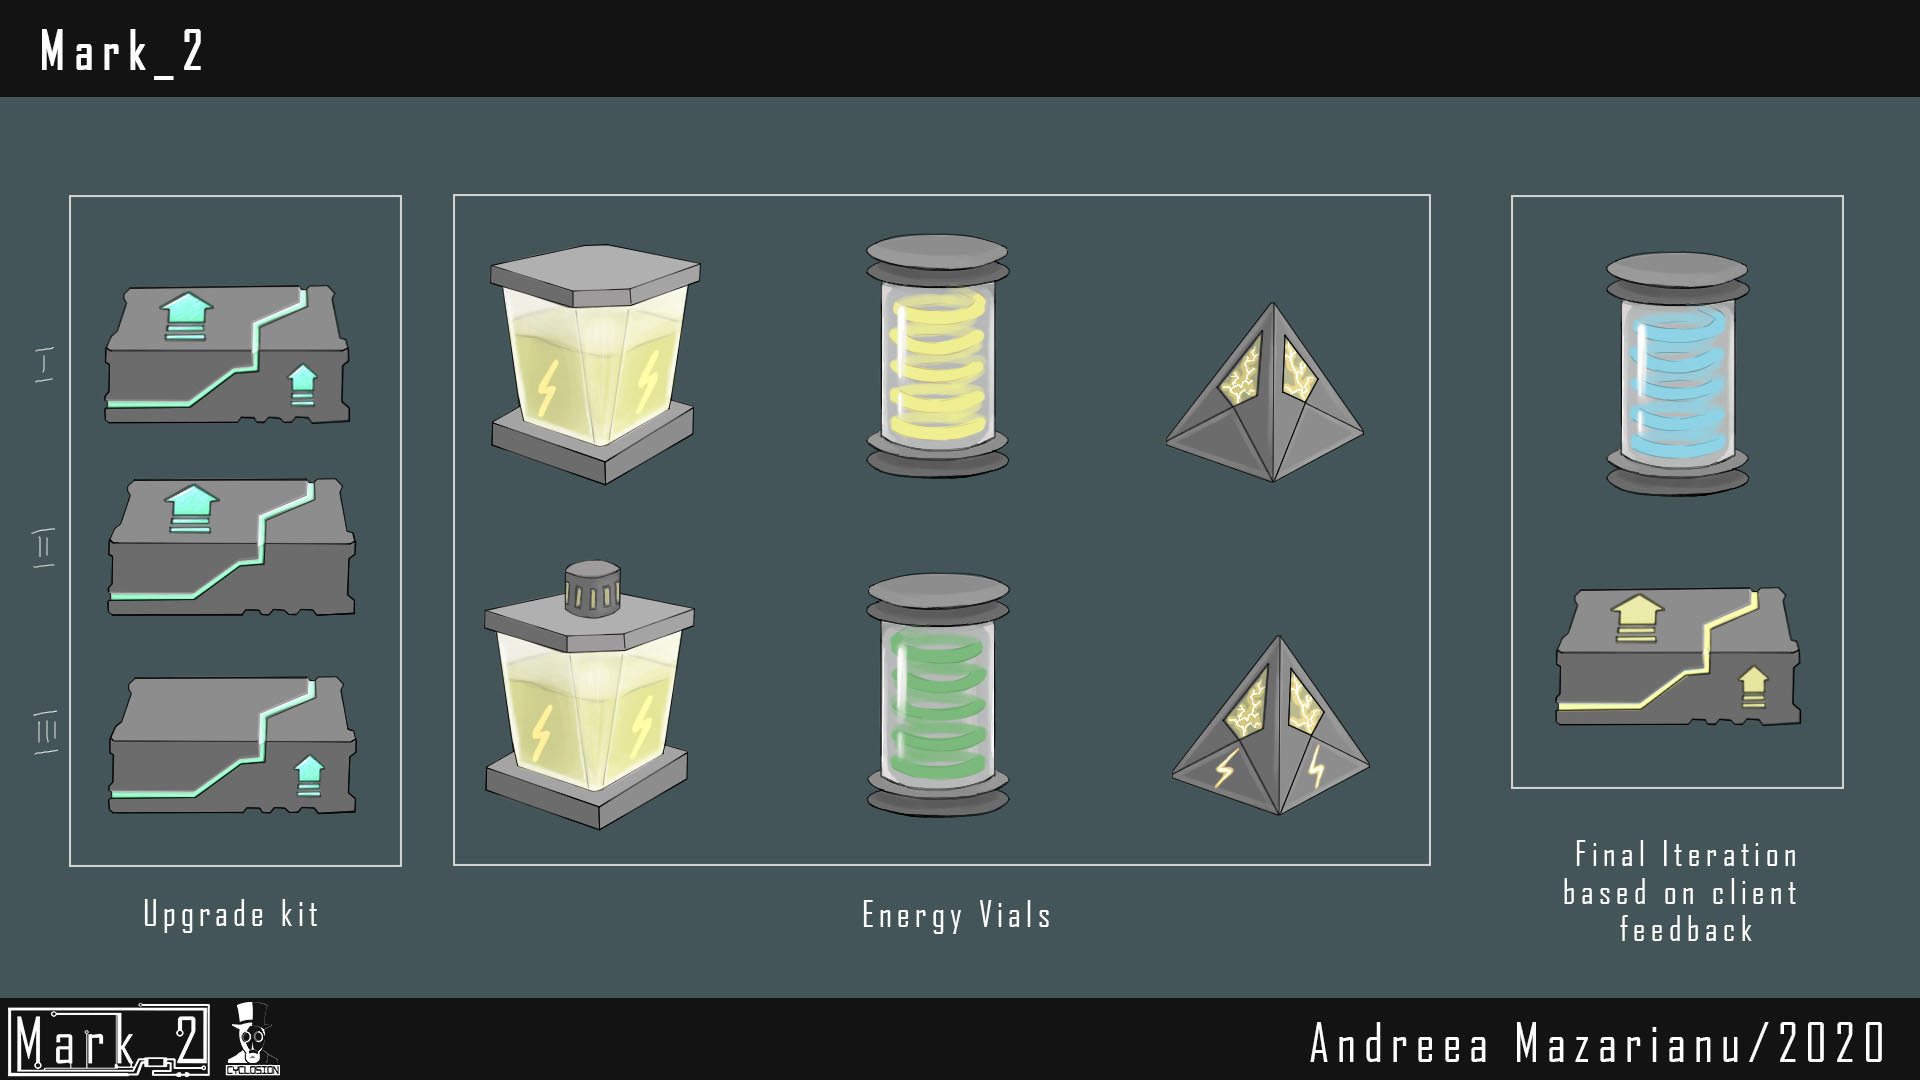 Mark_2
I
II
III
Upgrade kit
Energy Vials
Final Iteration
based on client
feedback
Mark_2
CYCLOSION
Andreea Mazarianu/2020